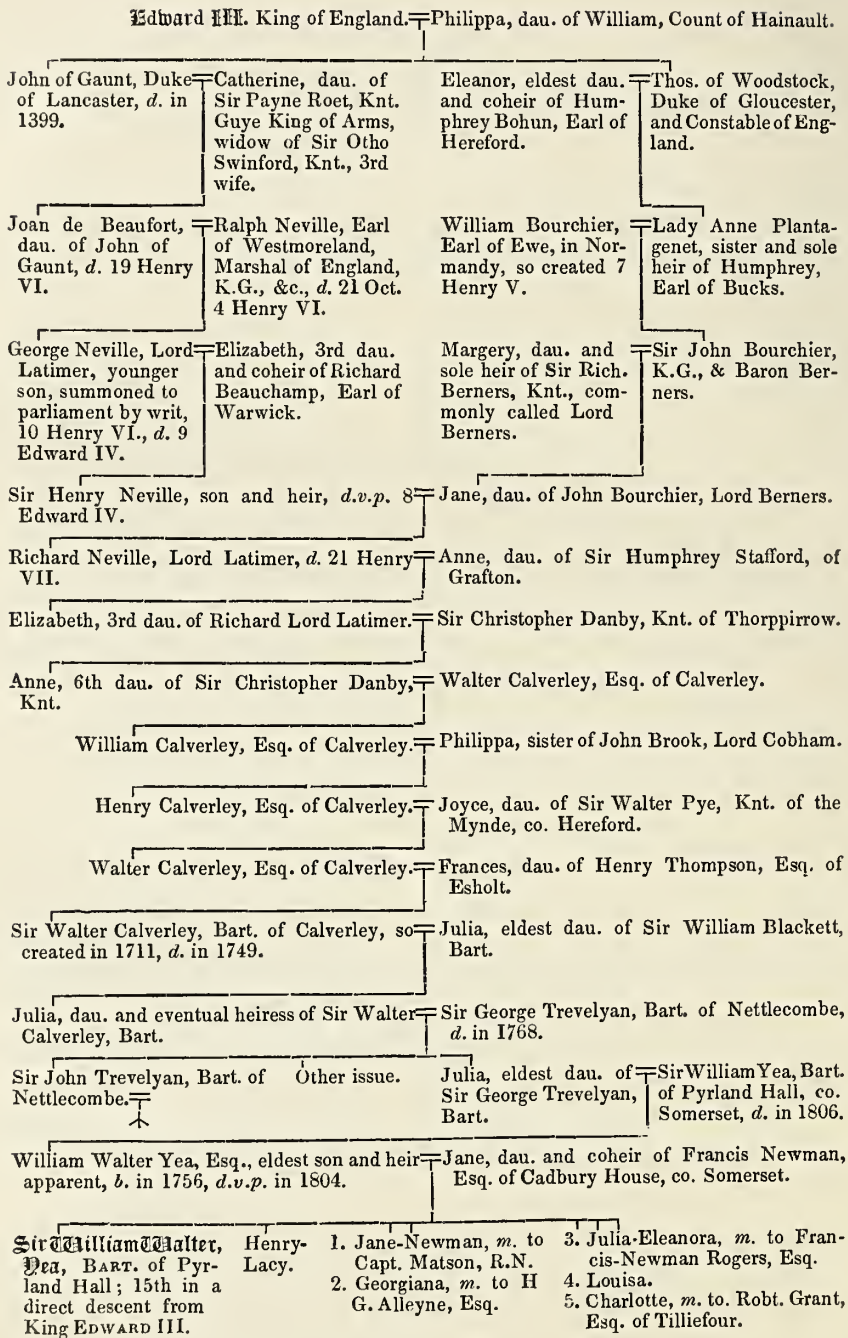 Edward III. King of England. Philippa, dau. of William, Count of Hainault.
John of Gaunt, Duke
of Lancaster, d. in
1399.
Catherine, dau. of
Sir Payne Roet, Knt.
Guye King of Arms,
widow of Sir Otho
Swinford, Knt., 3rd
wife.
Eleanor, eldest dau.
and coheir of Hum-
phrey Bohun, Earl of
Hereford.
Thos. of Woodstock,
Duke of Gloucester,
and Constable of Eng-
land.
Joan de Beaufort,
dau. of John of
Gaunt, d. 19 Henry
VI.
Ralph Neville, Earl
of Westmoreland,
Marshal of England,
K.G., &c., d. 21 Oct.
4 Henry VI.
William Bourchier,
Earl of Ewe, in Nor-
mandy, so created 7
Henry V.
Lady Anne Planta-
genet, sister and sole
heir of Humphrey,
Earl of Bucks.
George Neville, Lord
Latimer, younger
son, summoned to
parliament by writ,
10 Henry VI., d. 9
Edward IV.
Elizabeth, 3rd dau.
and coheir of Richard
Beauchamp, Earl of
Warwick.
Margery, dau. and
sole heir of Sir Rich.
Berners, Knt., com-
monly called Lord
Berners.
Sir John Bourchier,
K.G., & Baron Ber-
ners.
Sir Henry Neville, son and heir, d.v.p. 8
Edward IV.
Jane, dau. of John Bourchier, Lord Berners.
Richard Neville, Lord Latimer, d. 21 Henry
VII.
Anne, dau. of Sir Humphrey Stafford, of
Grafton.
Elizabeth, 3rd dau. of Richard Lord Latimer. Sir Christopher Danby, Knt. of Thorppirrow.
Anne, 6th dau. of Sir Christopher Danby,
Knt.
Walter Calverley, Esq. of Calverley.
William Calverley, Esq. of Calverley. Philippa, sister of John Brook, Lord Cobham.
Henry Calverley, Esq. of Calverley. Joyce, dau. of Sir Walter Pye, Knt. of the
Mynde, co. Hereford.
Walter Calverley, Esq. of Calverley. Frances, dau. of Henry Thompson, Esq. of
Esholt.
Sir Walter Calverley, Bart. of Calverley, so
created in 1711, d. in 1749.
Julia, eldest dau. of Sir William Blackett,
Bart.
Julia, dau. and eventual heiress of Sir Walter
Calverley, Bart.
Sir George Trevelyan, Bart. of Nettlecombe,
d. in 1768.
Sir John Trevelyan, Bart. of
Nettlecombe.
Other issue.
Julia, eldest dau. of
Sir George Trevelyan,
Bart.
Sir William Yea, Bart.
of Pyrland Hall, co.
Somerset, d. in 1806.
William Walter Yea, Esq., eldest son and heir
apparent, b. in 1756, d.v.p. in 1804.
Jane, dau. and coheir of Francis Newman,
Esq. of Cadbury House, co. Somerset.
Sir William Walter,
Yea, BART. of Pyr-
land Hall; 15th in a
direct descent from
King EDWARD III.
Henry-
Lacy.
1. Jane-Newman, m. to
Capt. Matson, R.N.
2. Georgiana, m. to H
G. Alleyne, Esq.
3. Julia-Eleanora, m. to Fran-
cis-Newman Rogers, Esq.
4. Louisa.
5. Charlotte, m. to. Robt. Grant,
Esq. of Tilliefour.